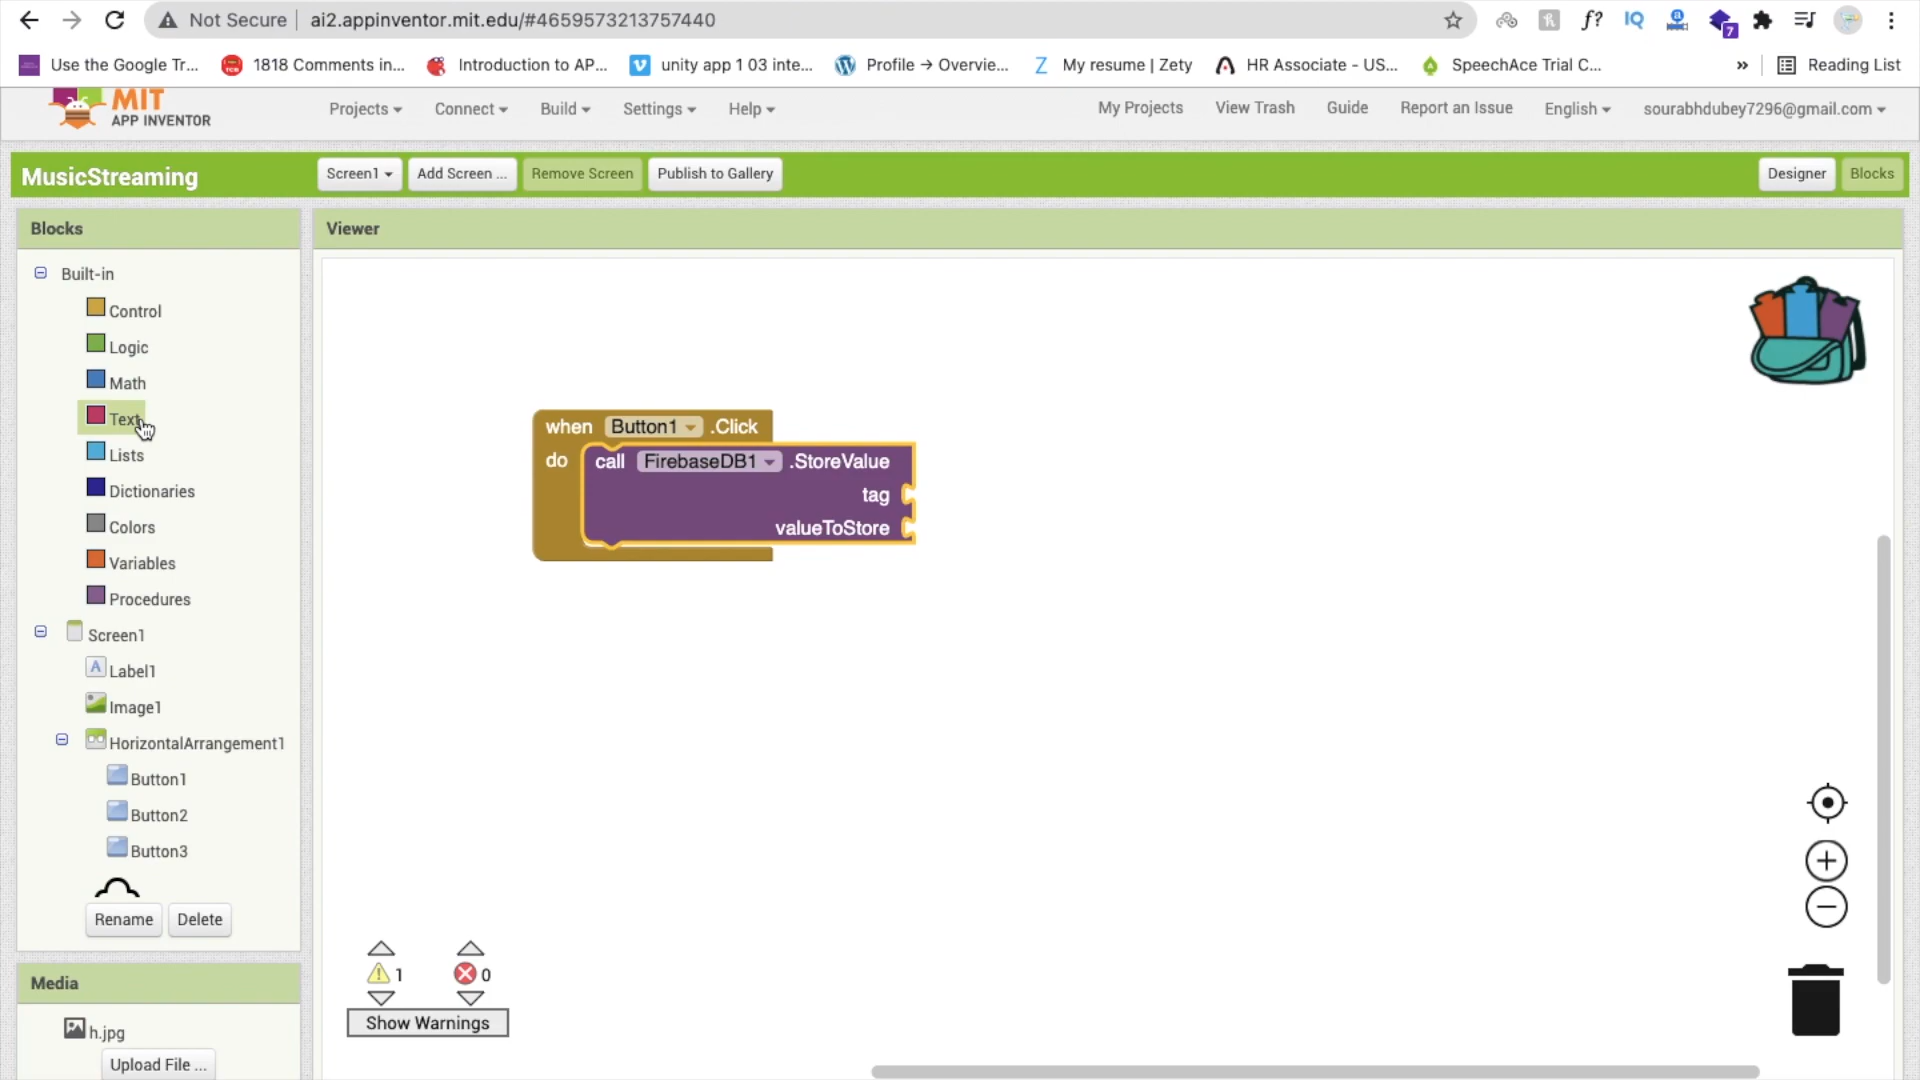 Not Secure
ai2.appinventor.mit.edu/#4659573213757440
7
Use the Google Tr...
1818 Comments in...
Introduction to AP...
unity app 1 03 inte...
Profile → Overvie...
My resume | Zety
HR Associate - US...
SpeechAce Trial C...
»
Reading List
MIT
APP INVENTOR
Projects
Connect
Build
Settings
Help
My Projects
View Trash
Guide
Report an Issue
English
sourabhdubey7296@gmail.com
MusicStreaming
Screen1
Add Screen ...
Remove Screen
Publish to Gallery
Designer
Blocks
Blocks
Viewer
Built-in
Control
Logic
Math
Text
Lists
Dictionaries
Colors
Variables
Procedures
Screen1
Label1
Image1
HorizontalArrangement1
Button1
Button2
Button3
Rename
Delete
Media
h.jpg
Upload File ...
when Button1 .Click
do call FirebaseDB1 .StoreValue
tag
valueToStore
1
0
Show Warnings